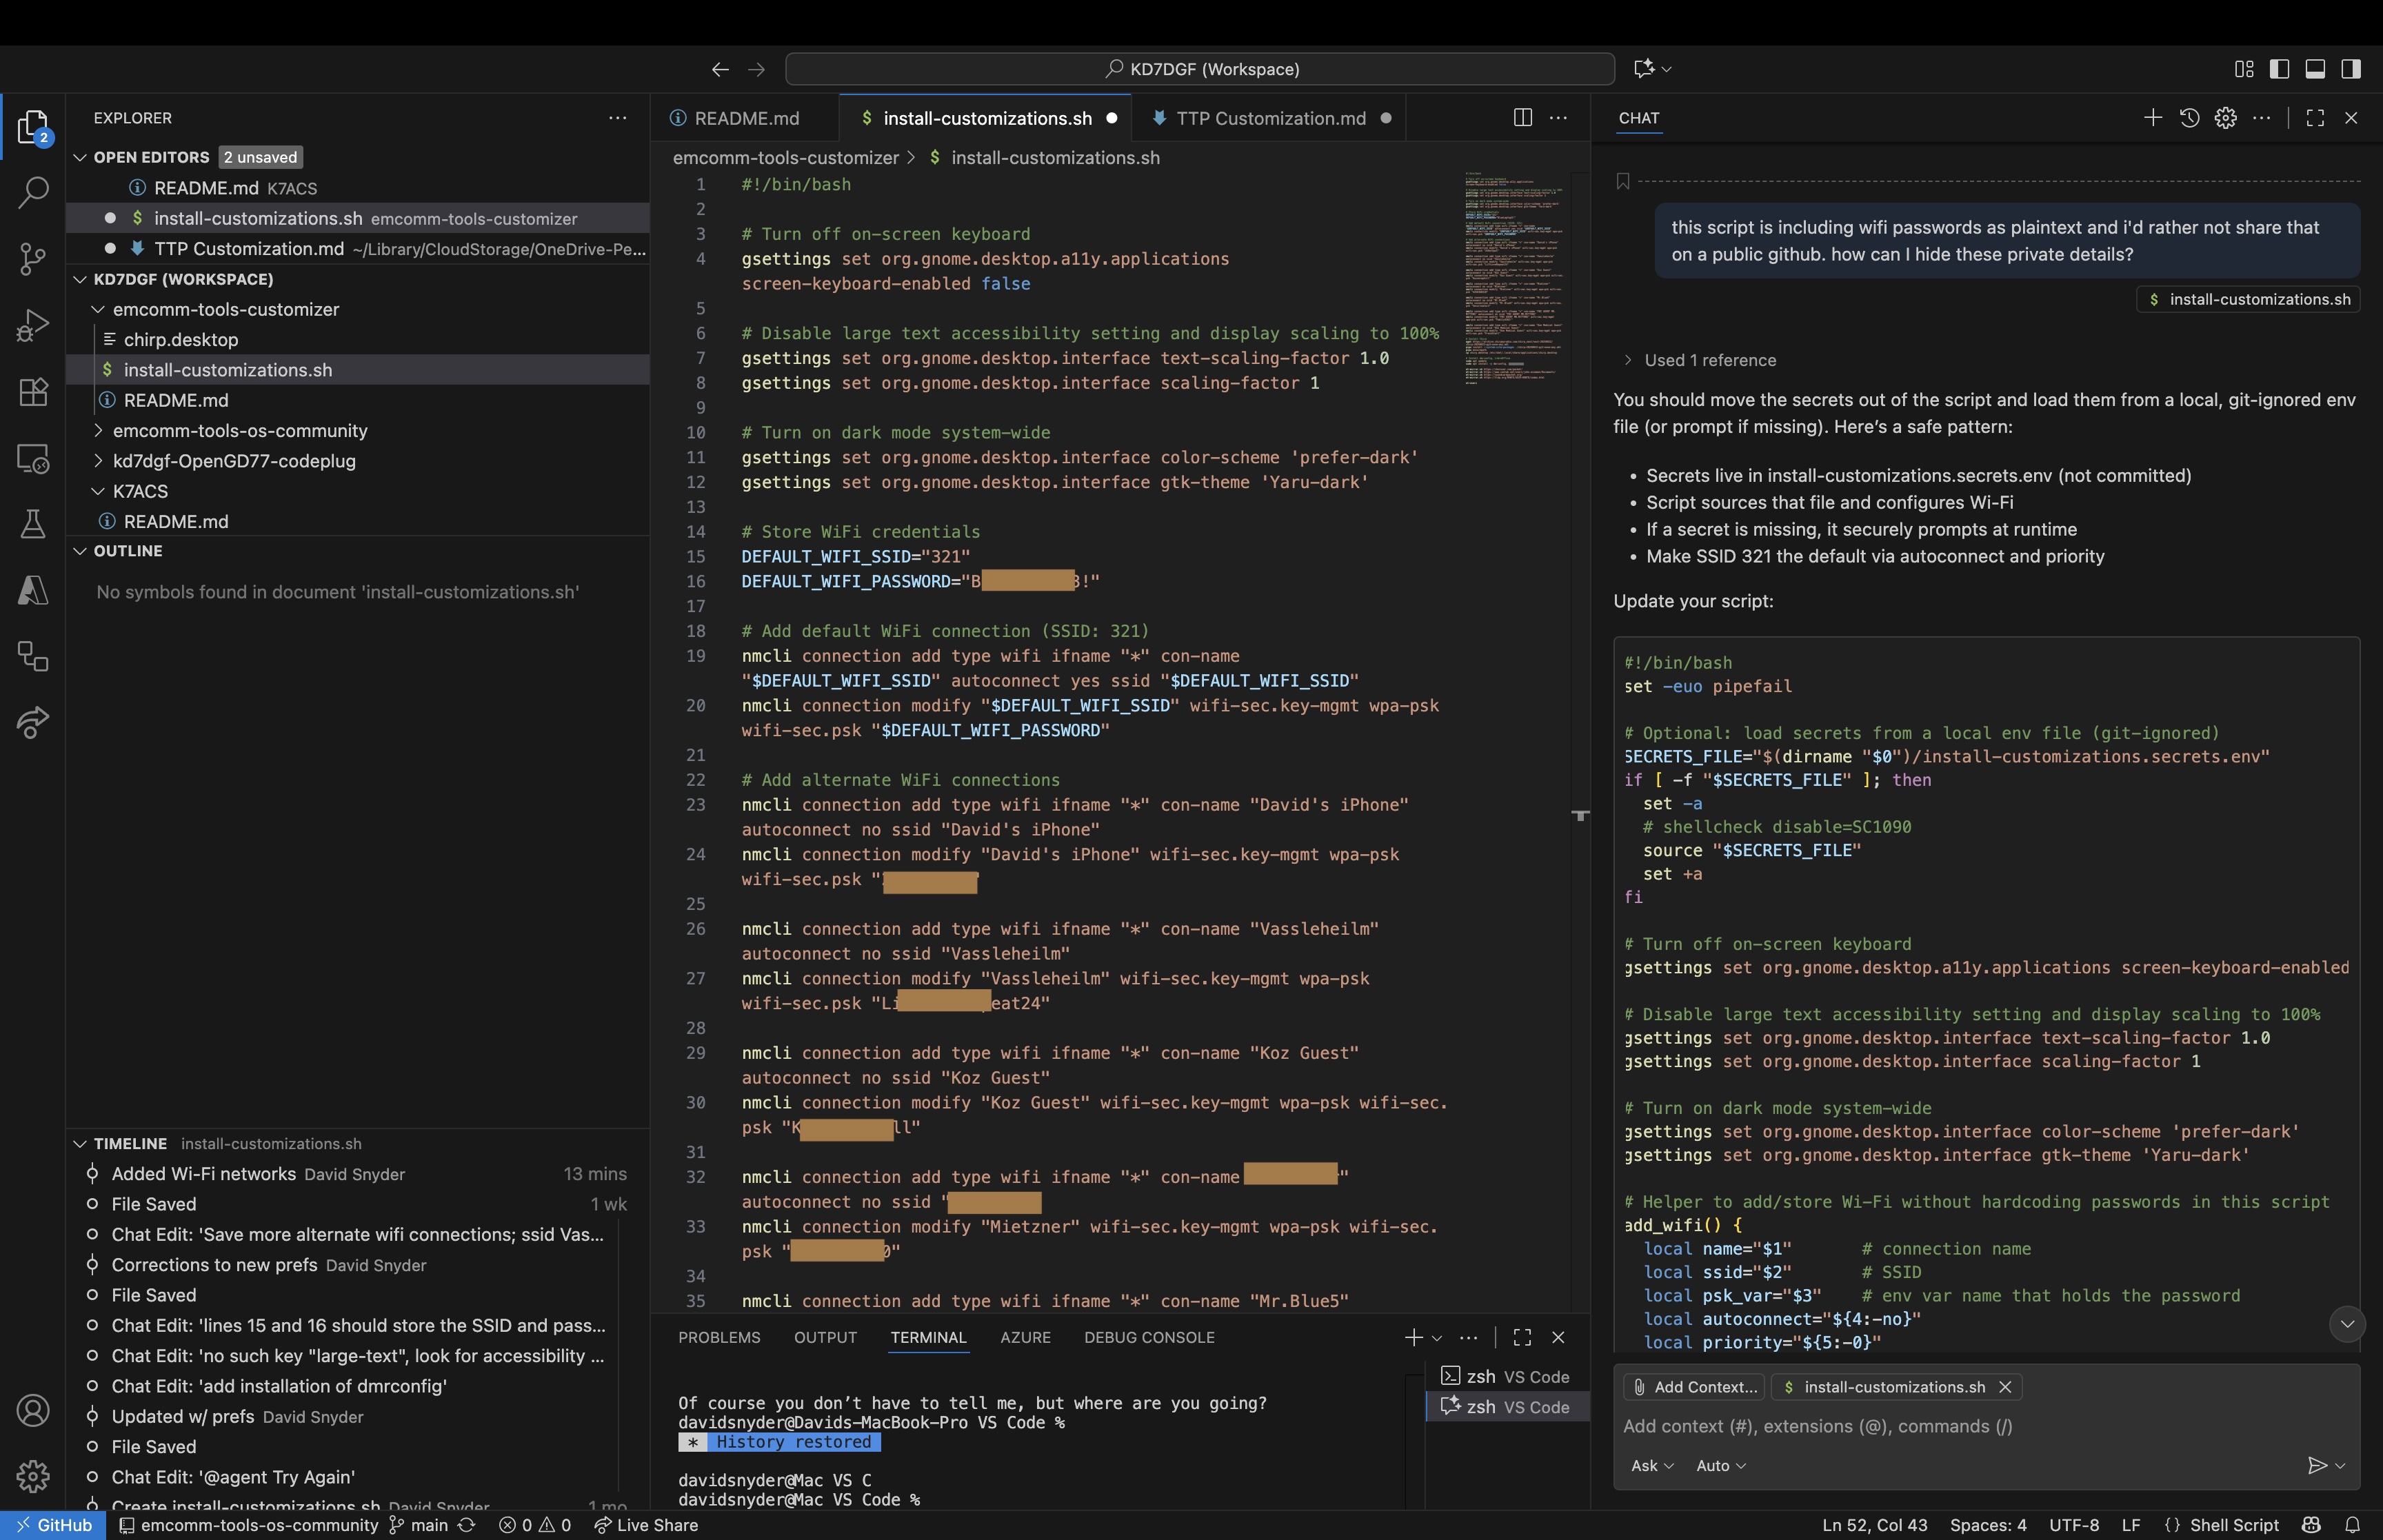 KD7DGF (Workspace)
EXPLORER
OPEN EDITORS 2 unsaved
README.md K7ACS
$ install-customizations.sh emcomm-tools-customizer
TTP Customization.md ~/Library/CloudStorage/OneDrive-Pe...
KD7DGF (WORKSPACE)
emcomm-tools-customizer
chirp.desktop
$ install-customizations.sh
README.md
emcomm-tools-os-community
kd7dgf-OpenGD77-codeplug
K7ACS
README.md
OUTLINE
No symbols found in document 'install-customizations.sh'
TIMELINE install-customizations.sh
Added Wi-Fi networks David Snyder 13 mins
File Saved 1 wk
Chat Edit: 'Save more alternate wifi connections; ssid Vas...
Corrections to new prefs David Snyder
File Saved
Chat Edit: 'lines 15 and 16 should store the SSID and pass...
Chat Edit: 'no such key "large-text", look for accessibility ...
Chat Edit: 'add installation of dmrconfig'
Updated w/ prefs David Snyder
File Saved
Chat Edit: '@agent Try Again'
Create install-customizations.sh David Snyder 1 mo
README.md $ install-customizations.sh TTP Customization.md
emcomm-tools-customizer > $ install-customizations.sh
1 #!/bin/bash
2
3 # Turn off on-screen keyboard
4 gsettings set org.gnome.desktop.a11y.applications
screen-keyboard-enabled false
5
6 # Disable large text accessibility setting and display scaling to 100%
7 gsettings set org.gnome.desktop.interface text-scaling-factor 1.0
8 gsettings set org.gnome.desktop.interface scaling-factor 1
9
10 # Turn on dark mode system-wide
11 gsettings set org.gnome.desktop.interface color-scheme 'prefer-dark'
12 gsettings set org.gnome.desktop.interface gtk-theme 'Yaru-dark'
13
14 # Store WiFi credentials
15 DEFAULT_WIFI_SSID="321"
16 DEFAULT_WIFI_PASSWORD="B 3!"
17
18 # Add default WiFi connection (SSID: 321)
19 nmcli connection add type wifi ifname "*" con-name
"$DEFAULT_WIFI_SSID" autoconnect yes ssid "$DEFAULT_WIFI_SSID"
20 nmcli connection modify "$DEFAULT_WIFI_SSID" wifi-sec.key-mgmt wpa-psk
wifi-sec.psk "$DEFAULT_WIFI_PASSWORD"
21
22 # Add alternate WiFi connections
23 nmcli connection add type wifi ifname "*" con-name "David's iPhone"
autoconnect no ssid "David's iPhone"
24 nmcli connection modify "David's iPhone" wifi-sec.key-mgmt wpa-psk
wifi-sec.psk "
25
26 nmcli connection add type wifi ifname "*" con-name "Vassleheilm"
autoconnect no ssid "Vassleheilm"
27 nmcli connection modify "Vassleheilm" wifi-sec.key-mgmt wpa-psk
wifi-sec.psk "Li eat24"
28
29 nmcli connection add type wifi ifname "*" con-name "Koz Guest"
autoconnect no ssid "Koz Guest"
30 nmcli connection modify "Koz Guest" wifi-sec.key-mgmt wpa-psk wifi-sec.
psk "K ll"
31
32 nmcli connection add type wifi ifname "*" con-name "
autoconnect no ssid "
33 nmcli connection modify "Mietzner" wifi-sec.key-mgmt wpa-psk wifi-sec.
psk " 0"
34
35 nmcli connection add type wifi ifname "*" con-name "Mr.Blue5"
PROBLEMS OUTPUT TERMINAL AZURE DEBUG CONSOLE
Of course you don't have to tell me, but where are you going?
davidsnyder@Davids-MacBook-Pro VS Code %
* History restored
davidsnyder@Mac VS C
davidsnyder@Mac VS Code %
zsh VS Code
zsh VS Code
CHAT
this script is including wifi passwords as plaintext and i'd rather not share that
on a public github. how can I hide these private details?
$ install-customizations.sh
Used 1 reference
You should move the secrets out of the script and load them from a local, git-ignored env
file (or prompt if missing). Here's a safe pattern:
• Secrets live in install-customizations.secrets.env (not committed)
• Script sources that file and configures Wi-Fi
• If a secret is missing, it securely prompts at runtime
• Make SSID 321 the default via autoconnect and priority
Update your script:
#!/bin/bash
set -euo pipefail
# Optional: load secrets from a local env file (git-ignored)
SECRETS_FILE="$(dirname "$0")/install-customizations.secrets.env"
if [ -f "$SECRETS_FILE" ]; then
set -a
# shellcheck disable=SC1090
source "$SECRETS_FILE"
set +a
fi
# Turn off on-screen keyboard
gsettings set org.gnome.desktop.a11y.applications screen-keyboard-enabled
# Disable large text accessibility setting and display scaling to 100%
gsettings set org.gnome.desktop.interface text-scaling-factor 1.0
gsettings set org.gnome.desktop.interface scaling-factor 1
# Turn on dark mode system-wide
gsettings set org.gnome.desktop.interface color-scheme 'prefer-dark'
gsettings set org.gnome.desktop.interface gtk-theme 'Yaru-dark'
# Helper to add/store Wi-Fi without hardcoding passwords in this script
add_wifi() {
local name="$1" # connection name
local ssid="$2" # SSID
local psk_var="$3" # env var name that holds the password
local autoconnect="${4:-no}"
local priority="${5:-0}"
Add Context... $ install-customizations.sh
Add context (#), extensions (@), commands (/)
Ask Auto
GitHub emcomm-tools-os-community main 0 0 Live Share
Ln 52, Col 43 Spaces: 4 UTF-8 LF {} Shell Script